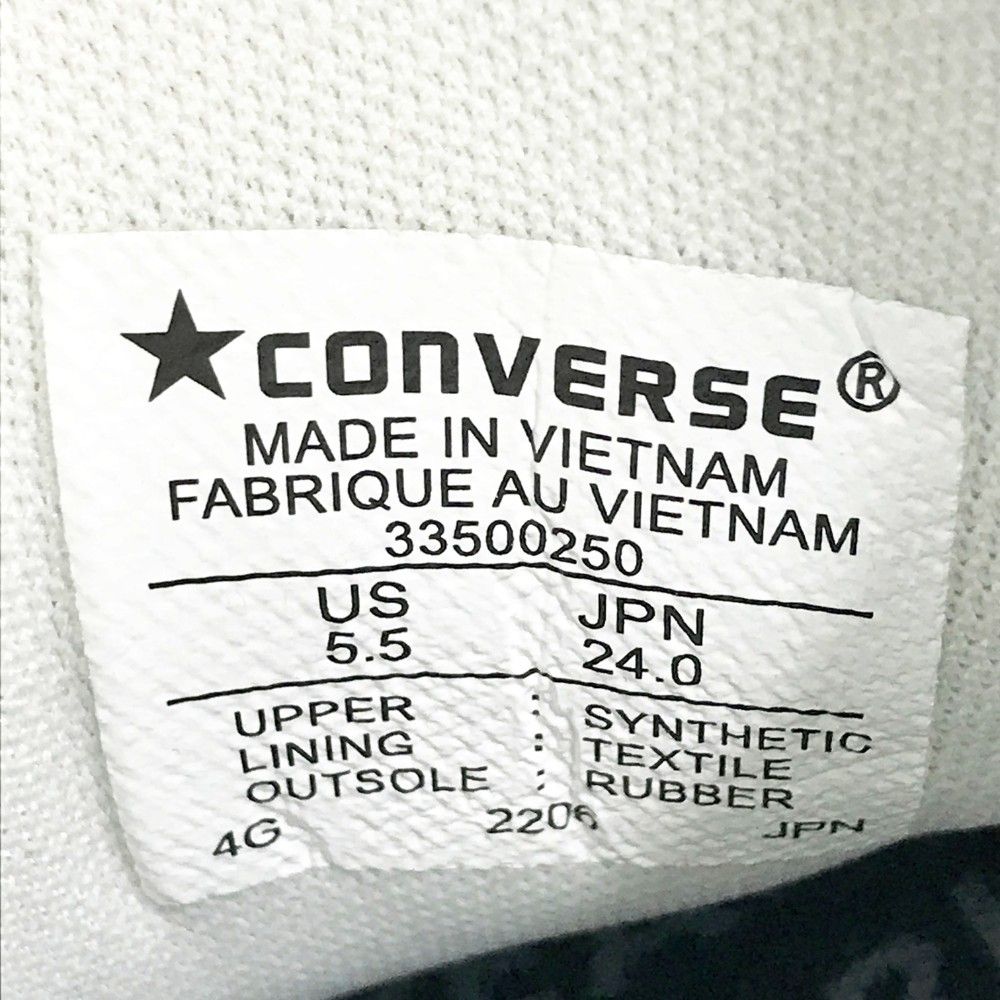 ★CONVERSE®
MADE IN VIETNAM
FABRIQUE AU VIETNAM
33500250
US JPN
5.5 24.0
UPPER : SYNTHETIC
LINING : TEXTILE
OUTSOLE : RUBBER
4G 2206 JPN